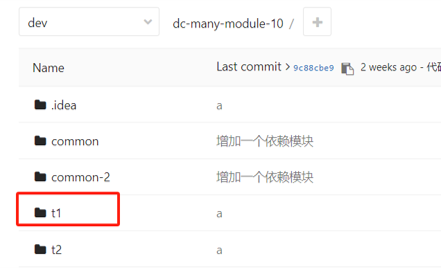 dev dc-many-module-10 / +
Name Last commit > 9c88cbe9 2 weeks ago - 代码
.idea a
common 增加一个依赖模块
common-2 增加一个依赖模块
t1 a
t2 a